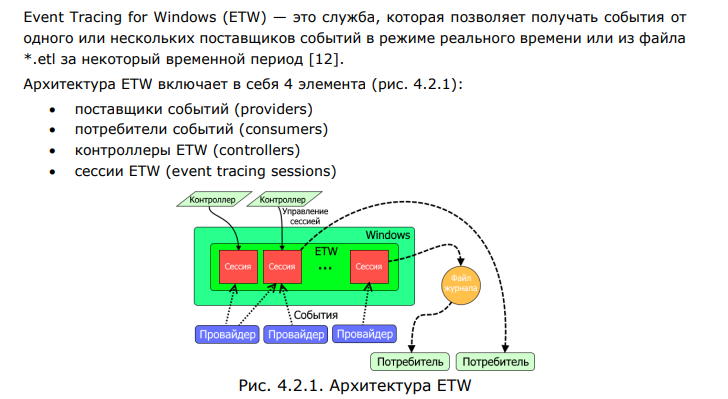 Event Tracing for Windows (ETW) — это служба, которая позволяет получать события от
одного или нескольких поставщиков событий в режиме реального времени или из файла
*.etl за некоторый временной период [12].
Архитектура ETW включает в себя 4 элемента (рис. 4.2.1):
• поставщики событий (providers)
• потребители событий (consumers)
• контроллеры ETW (controllers)
• сессии ETW (event tracing sessions)
Контроллер
Контроллер
Управление
сессией
Windows
ETW
Сессия
Сессия
...
Сессия
Файл
журнала
События
Провайдер
Провайдер
Провайдер
Потребитель
Потребитель
Рис. 4.2.1. Архитектура ETW